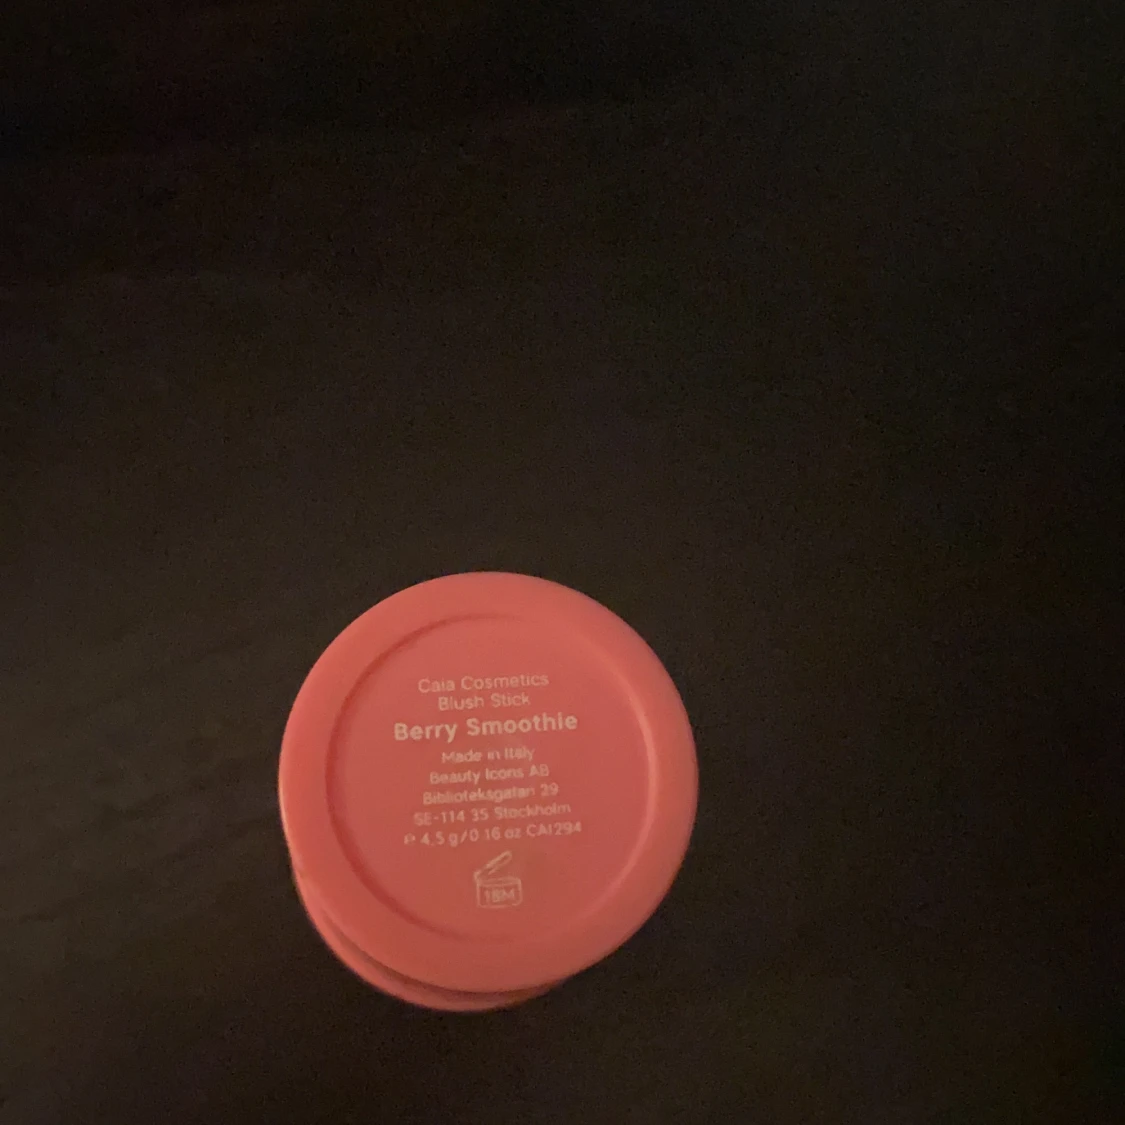 Caia Cosmetics
Blush Stick
Berry Smoothie
Made in Italy
Beauty Icons AB
Biblioteksgatan 29
SE-114 35 Stockholm
℮ 4,5 g/0.16 oz CAI294
18M